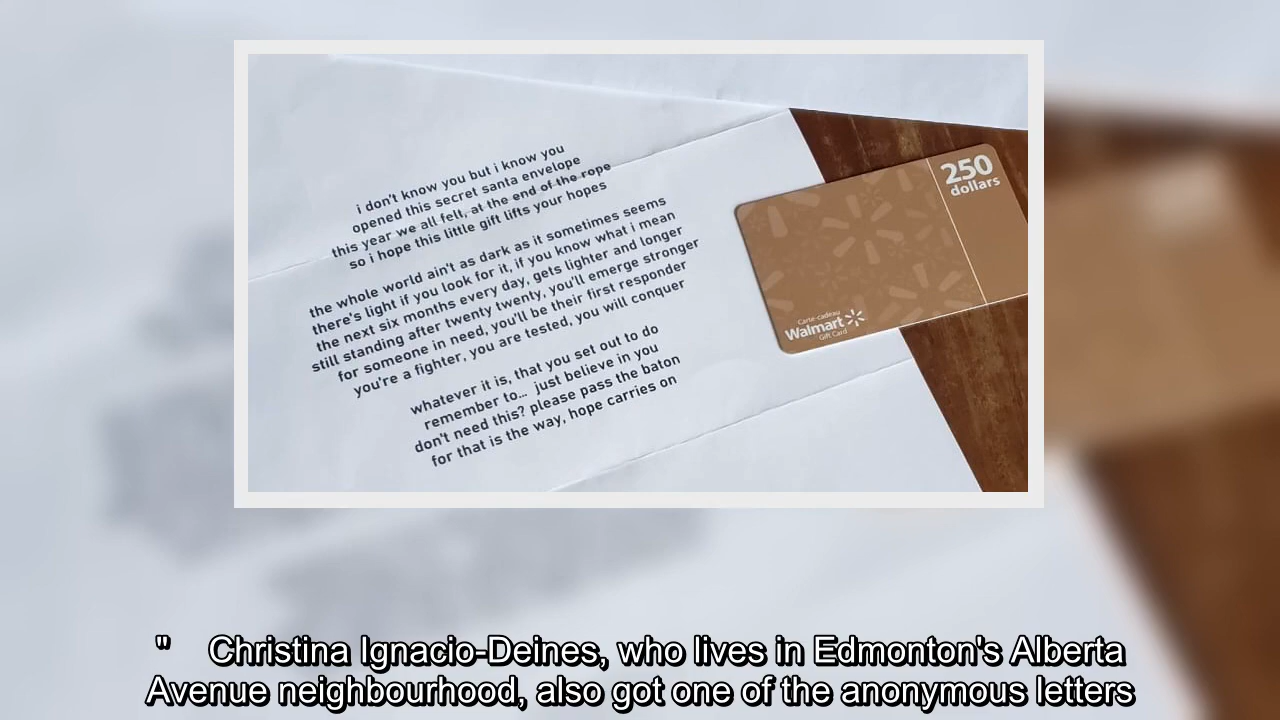 i don't know you but i know you
opened this secret santa envelope
this year we all fell, at the end of the rope
so i hope this little gift lifts your hopes
the whole world ain't as dark as it sometimes seems
there's light if you look for it, if you know what i mean
the next six months every day, gets lighter and longer
still standing after twenty twenty, you'll emerge stronger
for someone in need, you'll be their first responder
you're a fighter, you are tested, you will conquer
whatever it is, that you set out to do
remember to... just believe in you
don't need this? please pass the baton
for that is the way, hope carries on
250
dollars
Carte-cadeau
Walmart
Gift Card
" Christina Ignacio-Deines, who lives in Edmonton's Alberta
Avenue neighbourhood, also got one of the anonymous letters